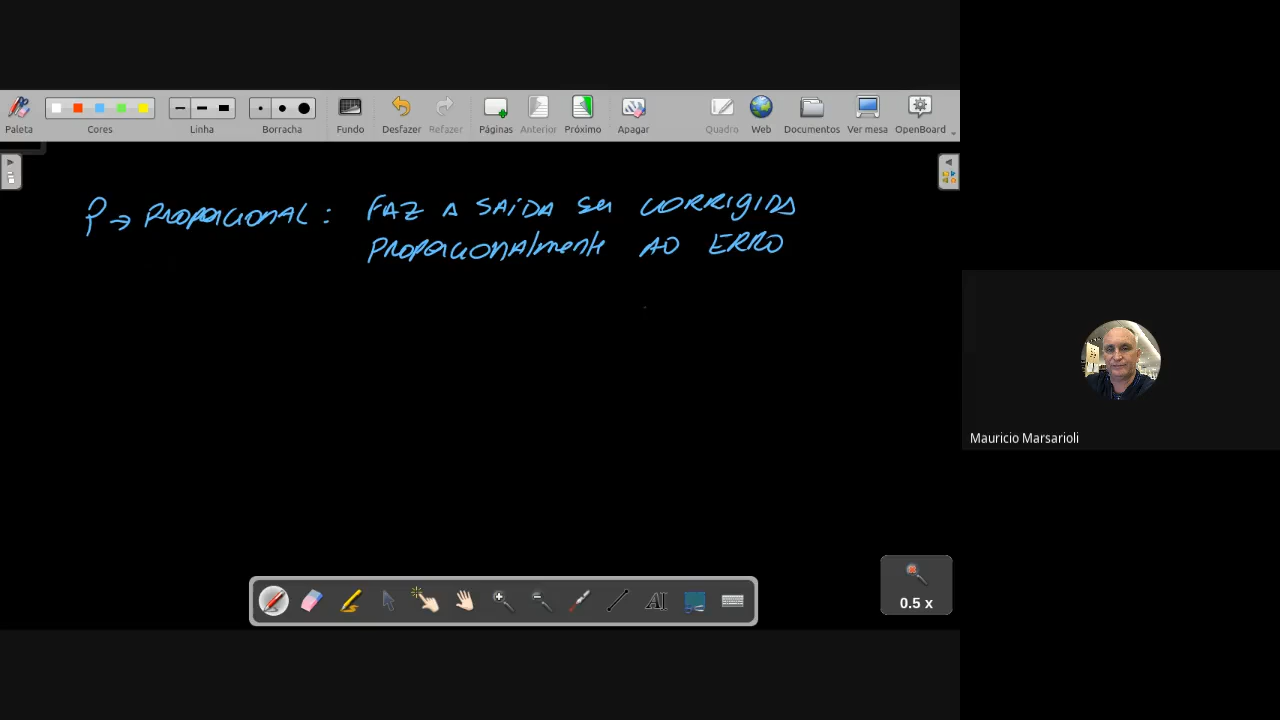 Paleta Cores Linha Borracha Fundo Desfazer Refazer Páginas Anterior Próximo Apagar Quadro Web Documentos Ver mesa OpenBoard
P → PROPORCIONAL: FAZ A SAÍDA SER CORRIGIDA
PROPORCIONALmente AO ERRO
Mauricio Marsarioli
AI
0.5 x